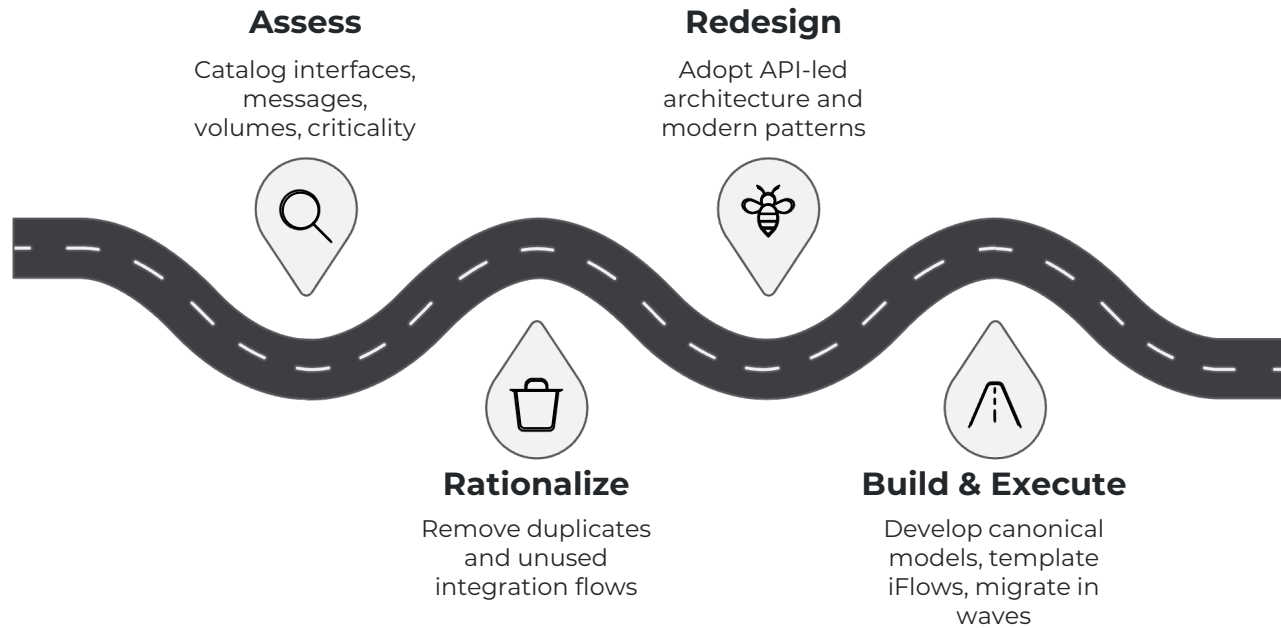 Assess
Catalog interfaces,
messages,
volumes, criticality
Rationalize
Remove duplicates
and unused
integration flows
Redesign
Adopt API-led
architecture and
modern patterns
Build & Execute
Develop canonical
models, template
iFlows, migrate in
waves